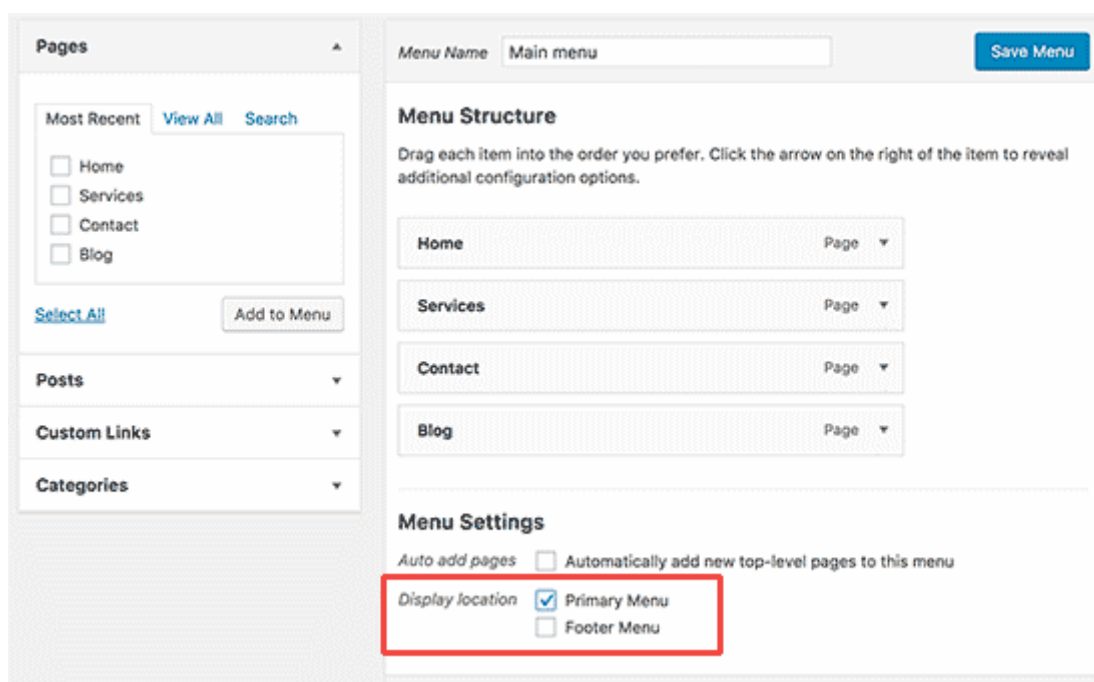 Pages
Most Recent View All Search
Home
Services
Contact
Blog
Select All Add to Menu
Posts
Custom Links
Categories
Menu Name Main menu Save Menu
Menu Structure
Drag each item into the order you prefer. Click the arrow on the right of the item to reveal
additional configuration options.
Home Page
Services Page
Contact Page
Blog Page
Menu Settings
Auto add pages Automatically add new top-level pages to this menu
Display location Primary Menu
Footer Menu